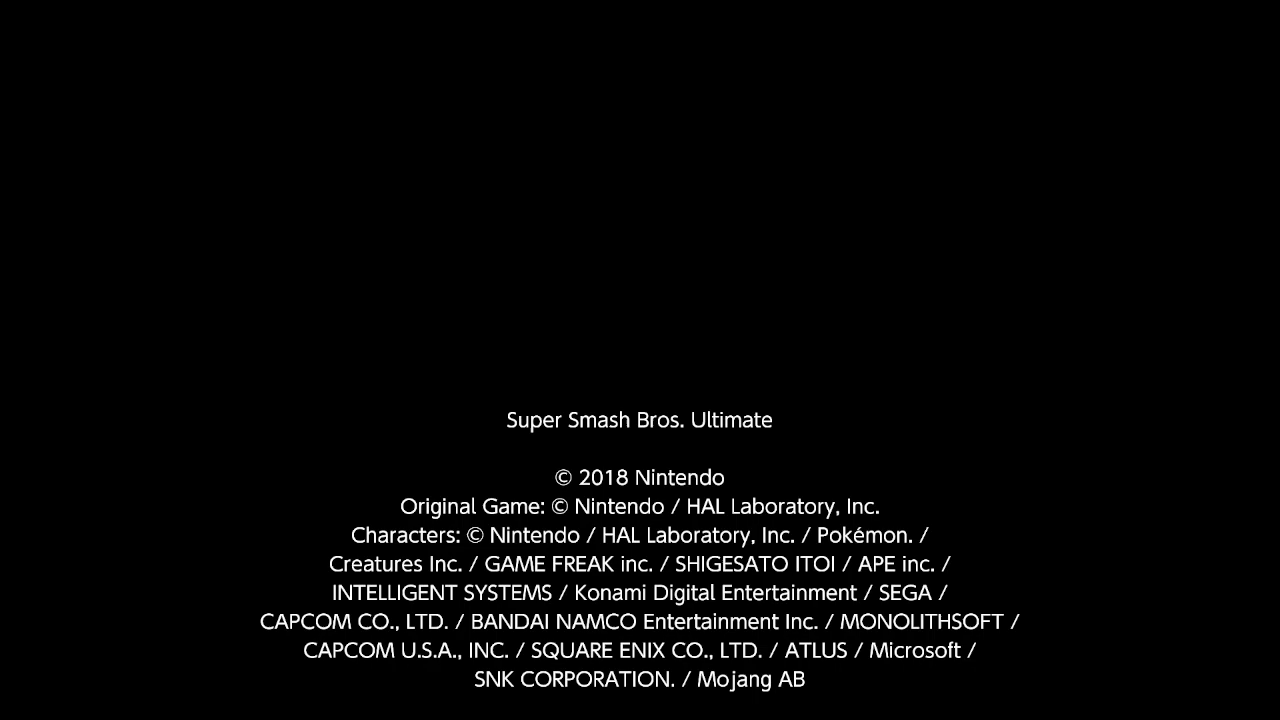 Super Smash Bros. Ultimate
© 2018 Nintendo
Original Game: © Nintendo / HAL Laboratory, Inc.
Characters: © Nintendo / HAL Laboratory, Inc. / Pokémon. /
Creatures Inc. / GAME FREAK inc. / SHIGESATO ITOI / APE inc. /
INTELLIGENT SYSTEMS / Konami Digital Entertainment / SEGA /
CAPCOM CO., LTD. / BANDAI NAMCO Entertainment Inc. / MONOLITHSOFT /
CAPCOM U.S.A., INC. / SQUARE ENIX CO., LTD. / ATLUS / Microsoft /
SNK CORPORATION. / Mojang AB